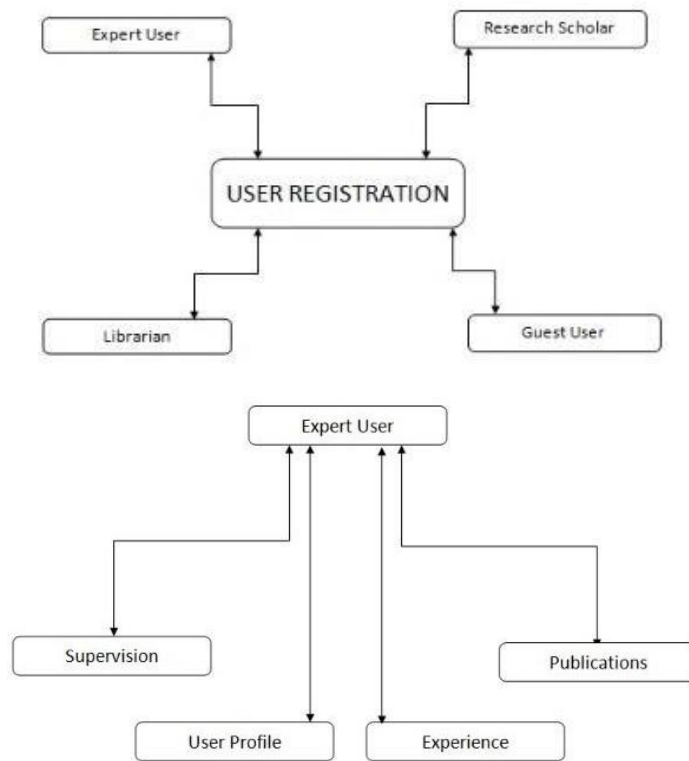 Expert User
Research Scholar
USER REGISTRATION
Librarian
Guest User
Expert User
Supervision
Publications
User Profile
Experience